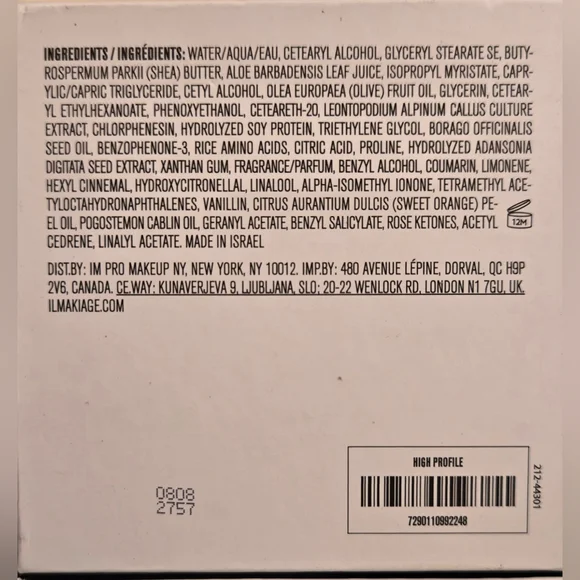 INGREDIENTS / INGRÉDIENTS: WATER/AQUA/EAU, CETEARYL ALCOHOL, GLYCERYL STEARATE SE, BUTY-
ROSPERMUM PARKII (SHEA) BUTTER, ALOE BARBADENSIS LEAF JUICE, ISOPROPYL MYRISTATE, CAPR-
YLIC/CAPRIC TRIGLYCERIDE, CETYL ALCOHOL, OLEA EUROPAEA (OLIVE) FRUIT OIL, GLYCERIN, CETEAR-
YL ETHYLHEXANOATE, PHENOXYETHANOL, CETEARETH-20, LEONTOPODIUM ALPINUM CALLUS CULTURE
EXTRACT, CHLORPHENESIN, HYDROLYZED SOY PROTEIN, TRIETHYLENE GLYCOL, BORAGO OFFICINALIS
SEED OIL, BENZOPHENONE-3, RICE AMINO ACIDS, CITRIC ACID, PROLINE, HYDROLYZED ADANSONIA
DIGITATA SEED EXTRACT, XANTHAN GUM, FRAGRANCE/PARFUM, BENZYL ALCOHOL, COUMARIN, LIMONENE,
HEXYL CINNEMAL, HYDROXYCITRONELLAL, LINALOOL, ALPHA-ISOMETHYL IONONE, TETRAMETHYL ACE-
TYLOCTAHYDRONAPHTHALENES, VANILLIN, CITRUS AURANTIUM DULCIS (SWEET ORANGE) PE-
EL OIL, POGOSTEMON CABLIN OIL, GERANYL ACETATE, BENZYL SALICYLATE, ROSE KETONES, ACETYL
CEDRENE, LINALYL ACETATE. MADE IN ISRAEL
12M
DIST.BY: IM PRO MAKEUP NY, NEW YORK, NY 10012. IMP.BY: 480 AVENUE LÉPINE, DORVAL, QC H9P
2V6, CANADA. CE.WAY: KUNAVERJEVA 9, LJUBLJANA, SLO; 20-22 WENLOCK RD, LONDON N1 7GU, UK.
ILMAKIAGE.COM
HIGH PROFILE
7290110992248
212-44301
0808
2757